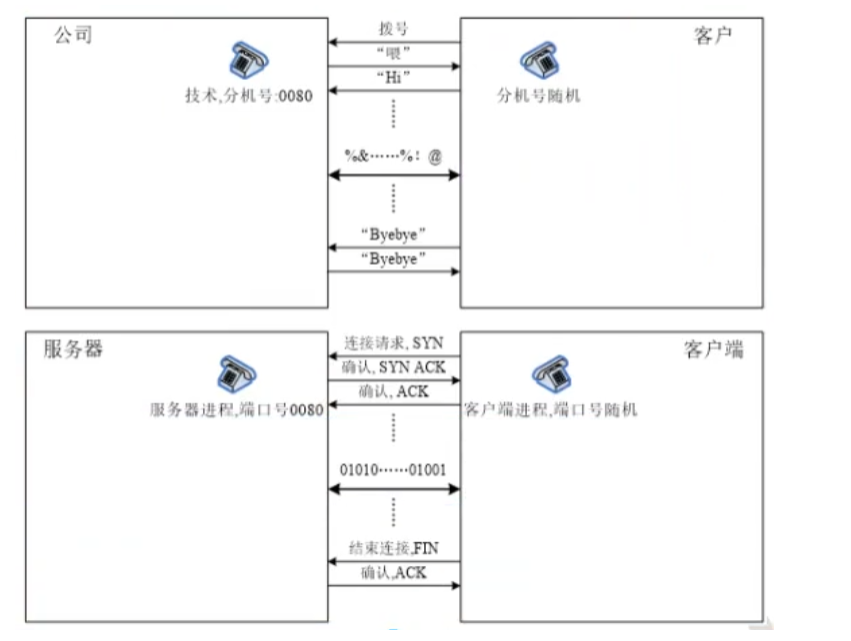 公司
客户
拨号
“喂”
“Hi”
技术,分机号:0080
分机号随机
%&……%! @
“Byebye”
“Byebye”
服务器
客户端
连接请求, SYN
确认, SYN ACK
确认, ACK
服务器进程,端口号0080
客户端进程,端口号随机
01010……01001
结束连接,FIN
确认,ACK